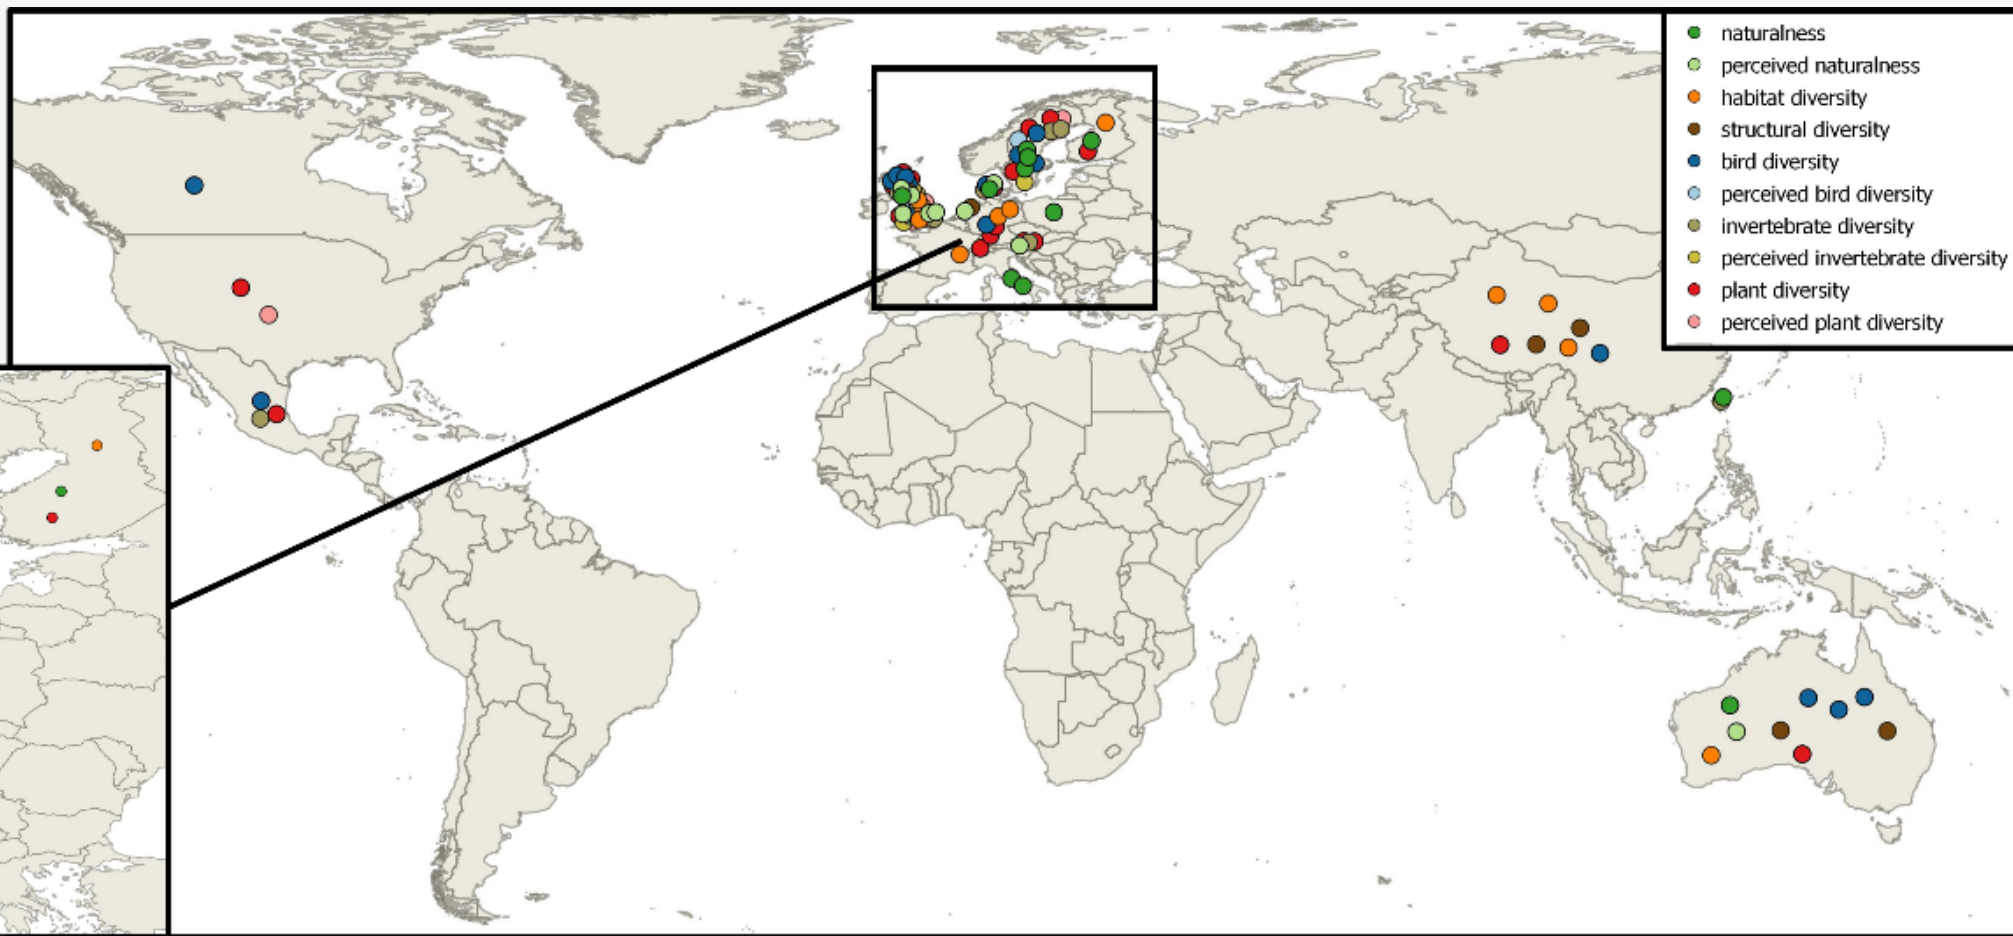 naturalness
perceived naturalness
habitat diversity
structural diversity
bird diversity
perceived bird diversity
invertebrate diversity
perceived invertebrate diversity
plant diversity
perceived plant diversity